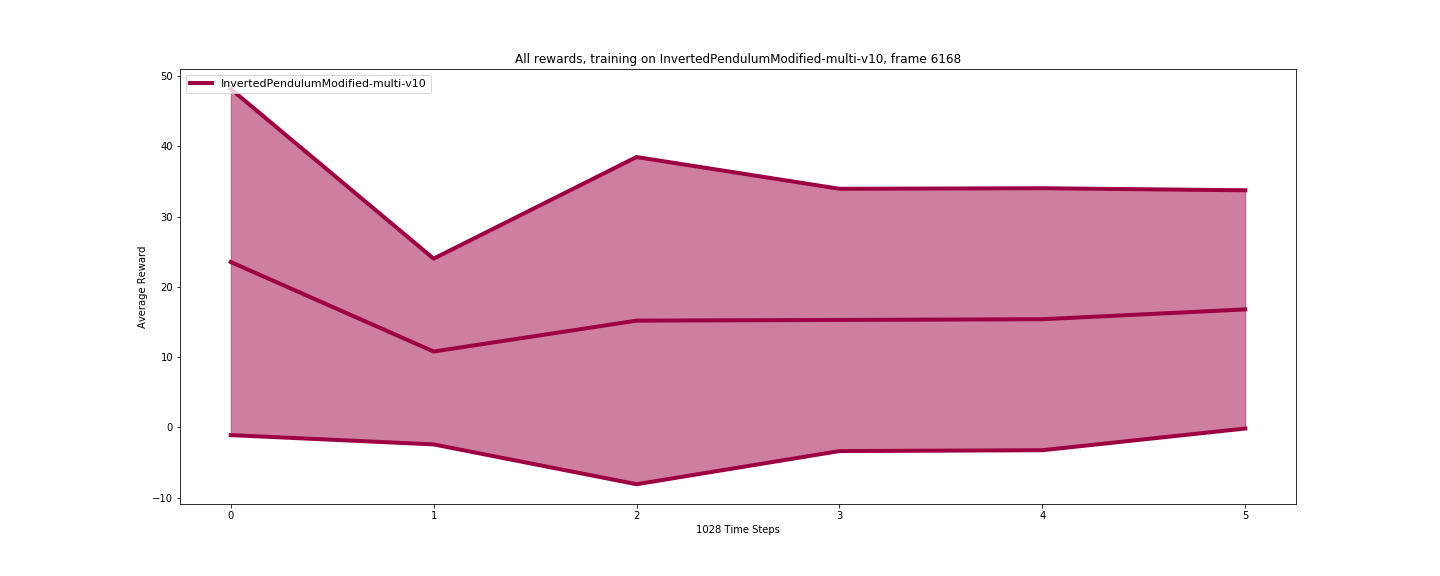 All rewards, training on InvertedPendulumModified-multi-v10, frame 6168
InvertedPendulumModified-multi-v10
50
40
30
20
10
0
−10
Average Reward
0 1 2 3 4 5
1028 Time Steps